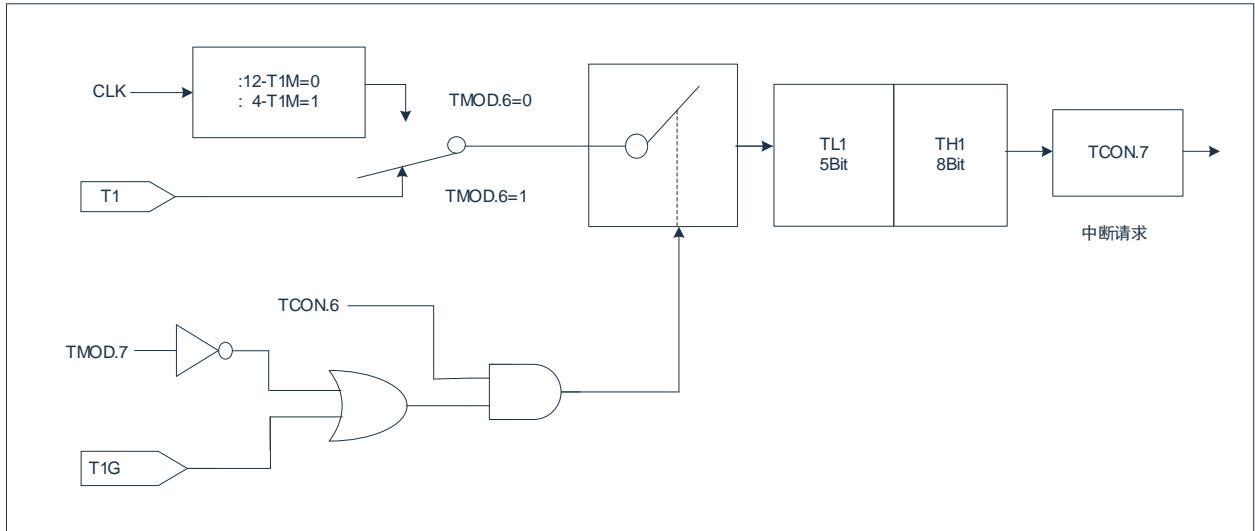 CLK
:12-T1M=0
: 4-T1M=1
TMOD.6=0
T1
TMOD.6=1
TL1
5Bit
TH1
8Bit
TCON.7
中断请求
TCON.6
TMOD.7
T1G